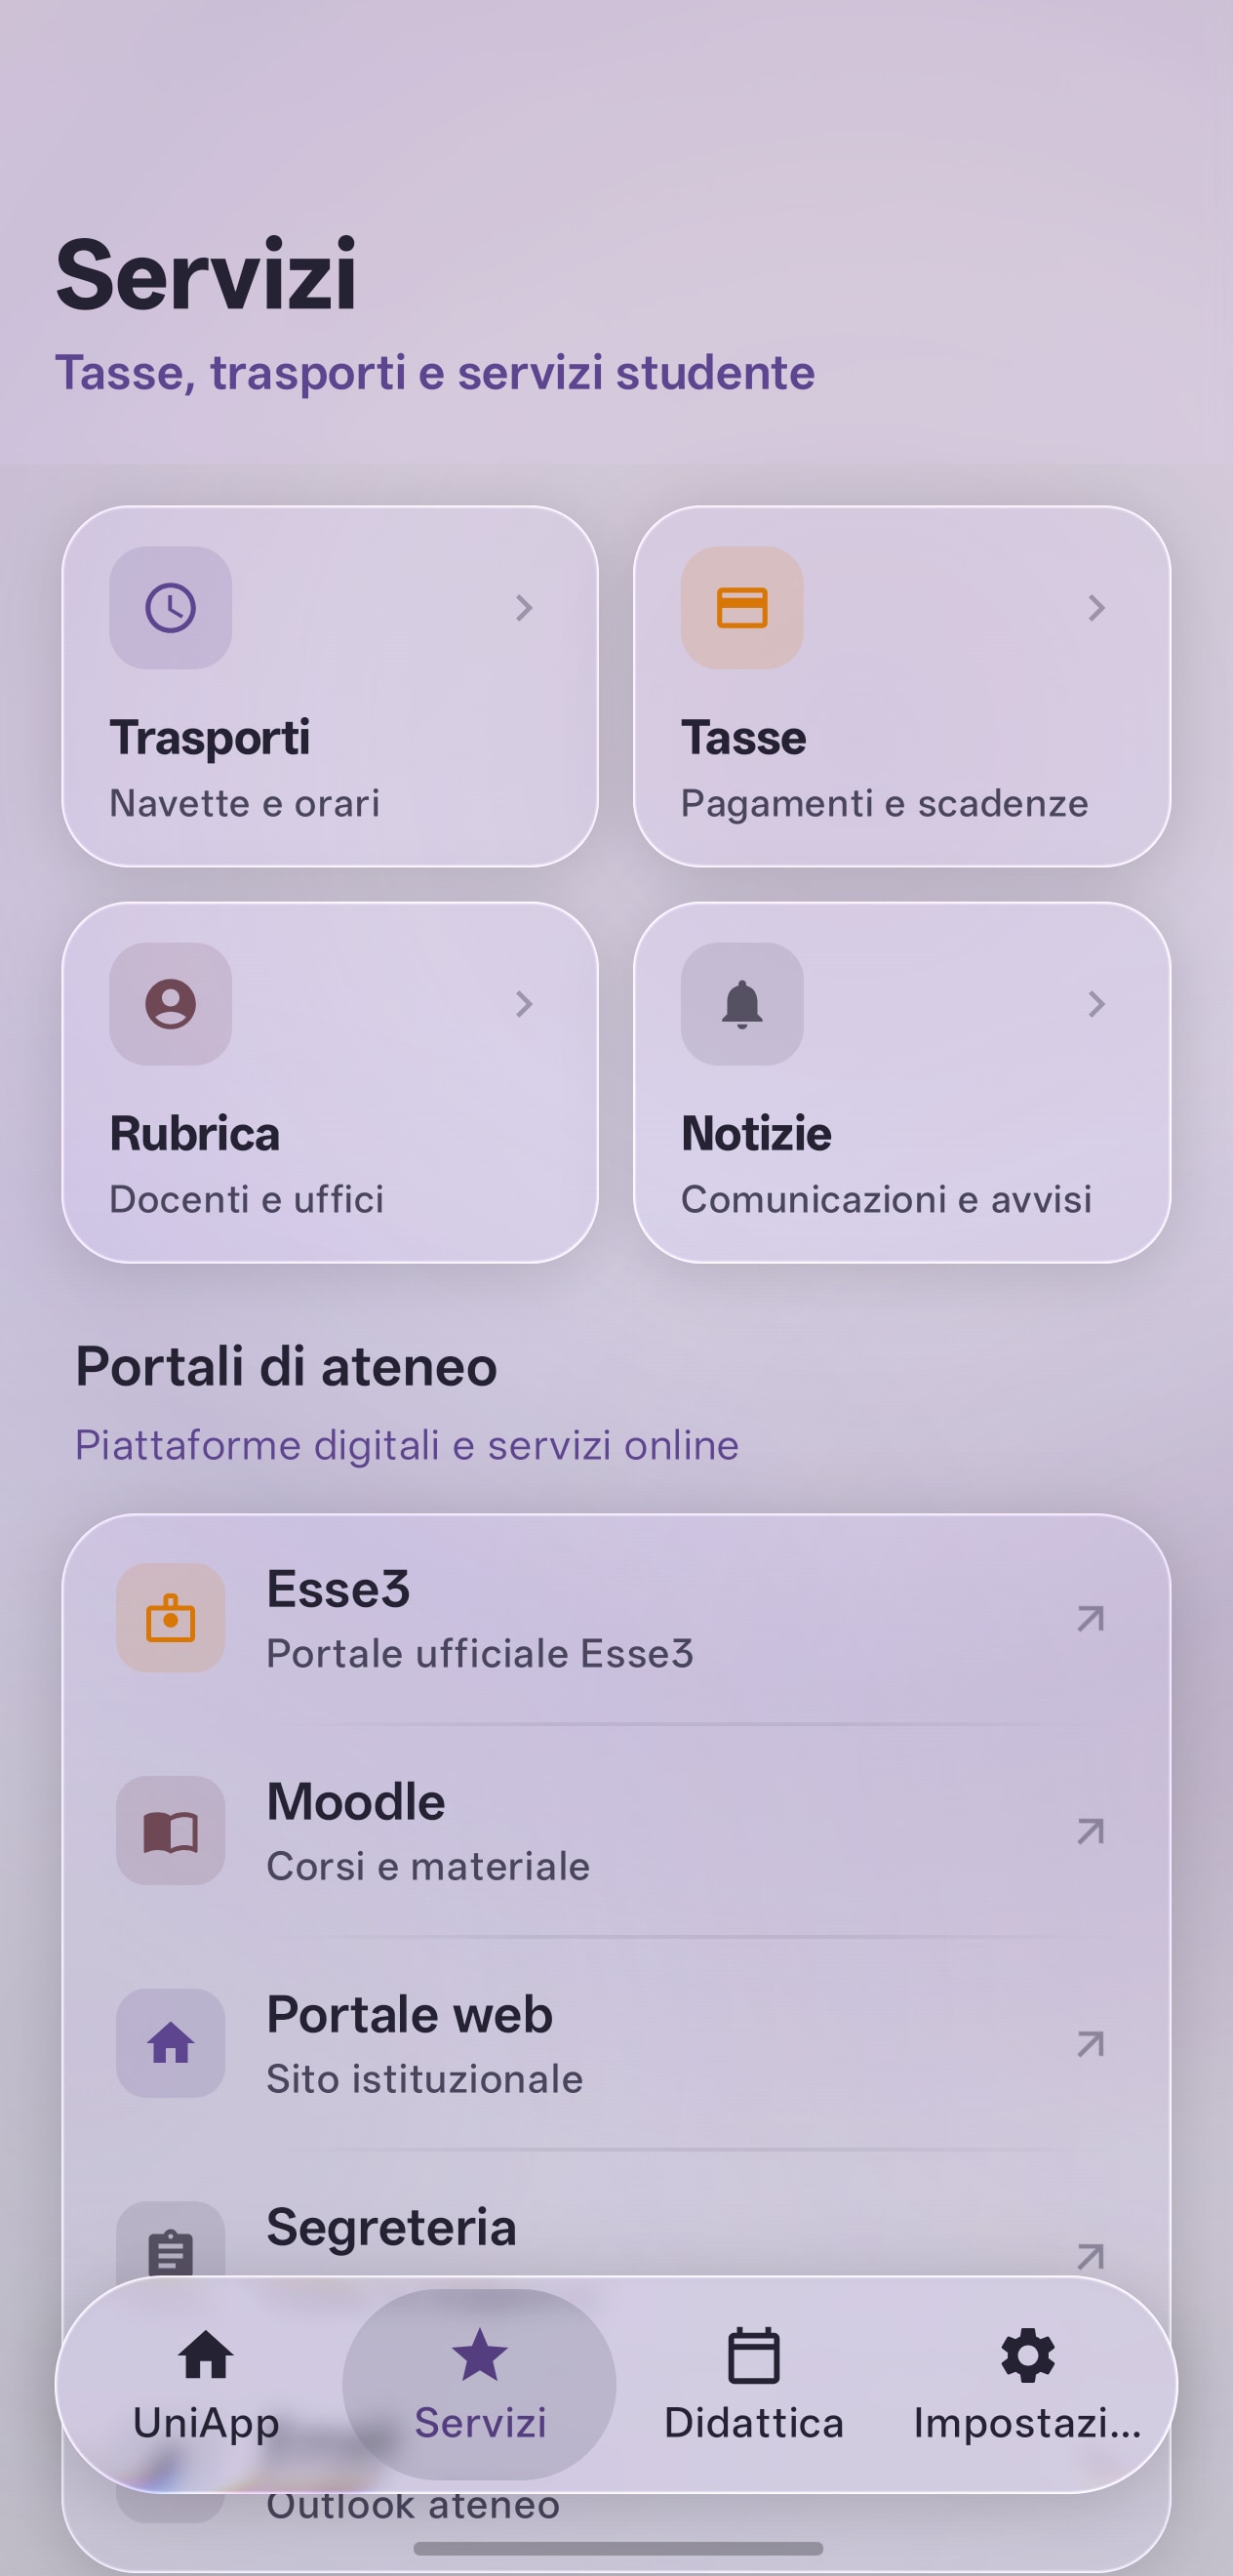 Servizi
Tasse, trasporti e servizi studente
Trasporti
Navette e orari
Tasse
Pagamenti e scadenze
Rubrica
Docenti e uffici
Notizie
Comunicazioni e avvisi
Portali di ateneo
Piattaforme digitali e servizi online
Esse3
Portale ufficiale Esse3
Moodle
Corsi e materiale
Portale web
Sito istituzionale
Segreteria
UniApp
Servizi
Didattica
Impostazi...
Outlook ateneo